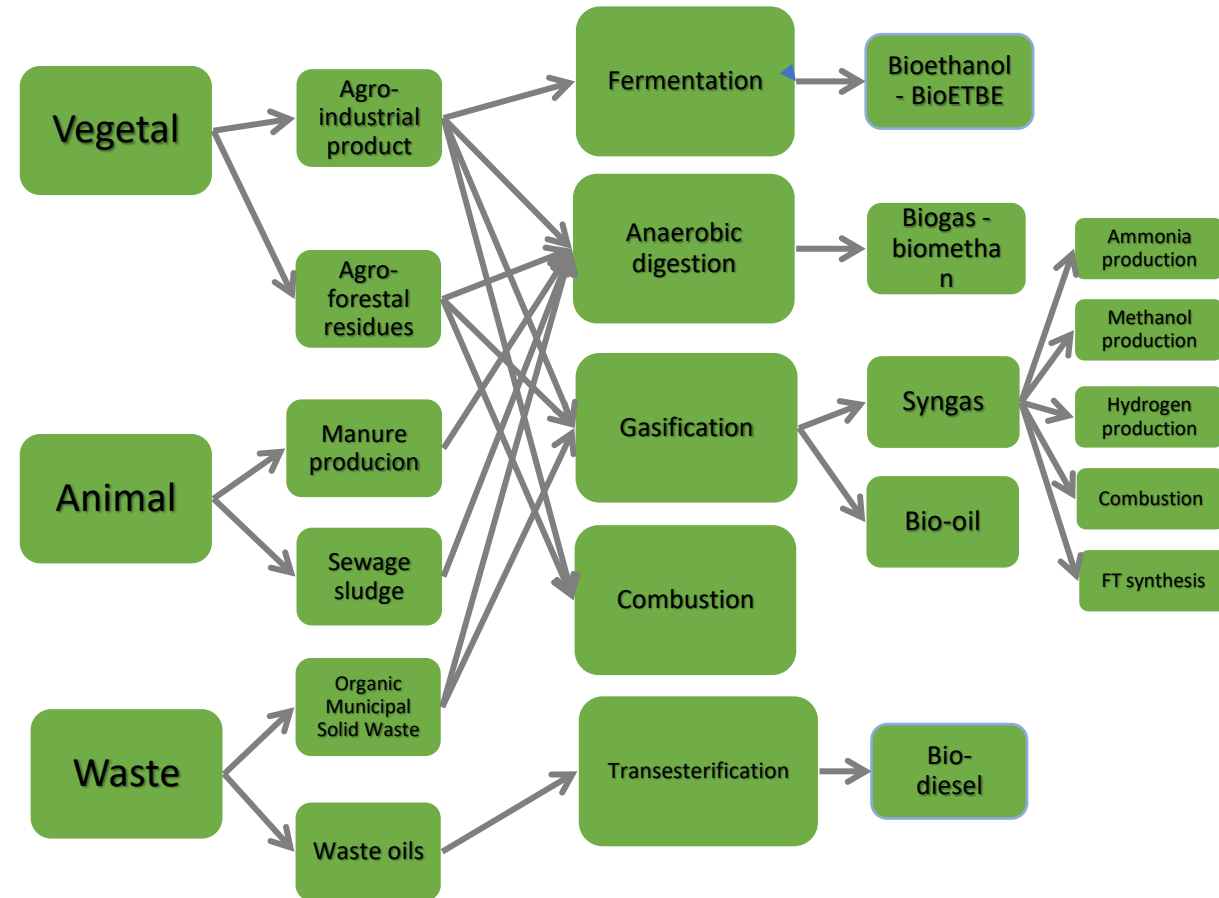 Vegetal
Agro-
industrial
product
Agro-
forestal
residues
Animal
Manure
producion
Sewage
sludge
Waste
Organic
Municipal
Solid Waste
Waste oils
Fermentation
Anaerobic
digestion
Gasification
Combustion
Transesterification
Bioethanol
- BioETBE
Biogas -
biometha
n
Syngas
Bio-oil
Bio-
diesel
Ammonia
production
Methanol
production
Hydrogen
production
Combustion
FT synthesis